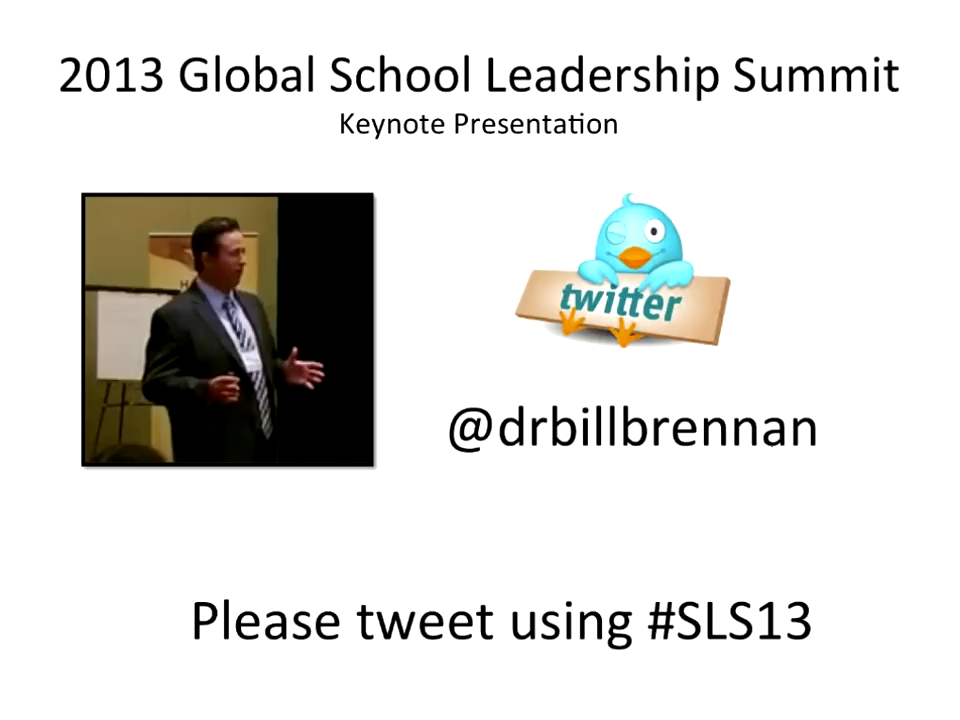 2013 Global School Leadership Summit
Keynote Presentation
twitter
@drbillbrennan
Please tweet using #SLS13